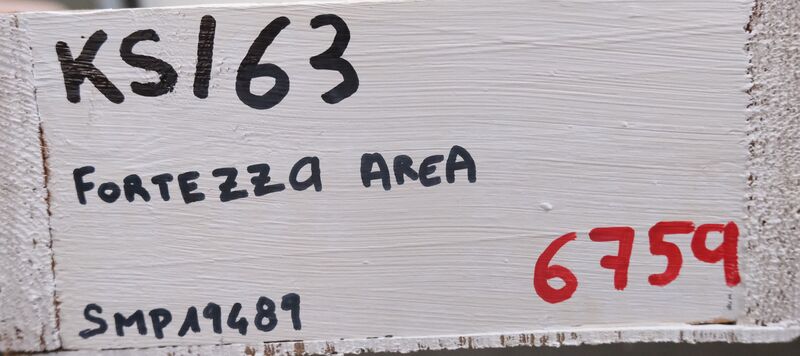 KS163
FORTEZZA AREA
6759
SMP19489